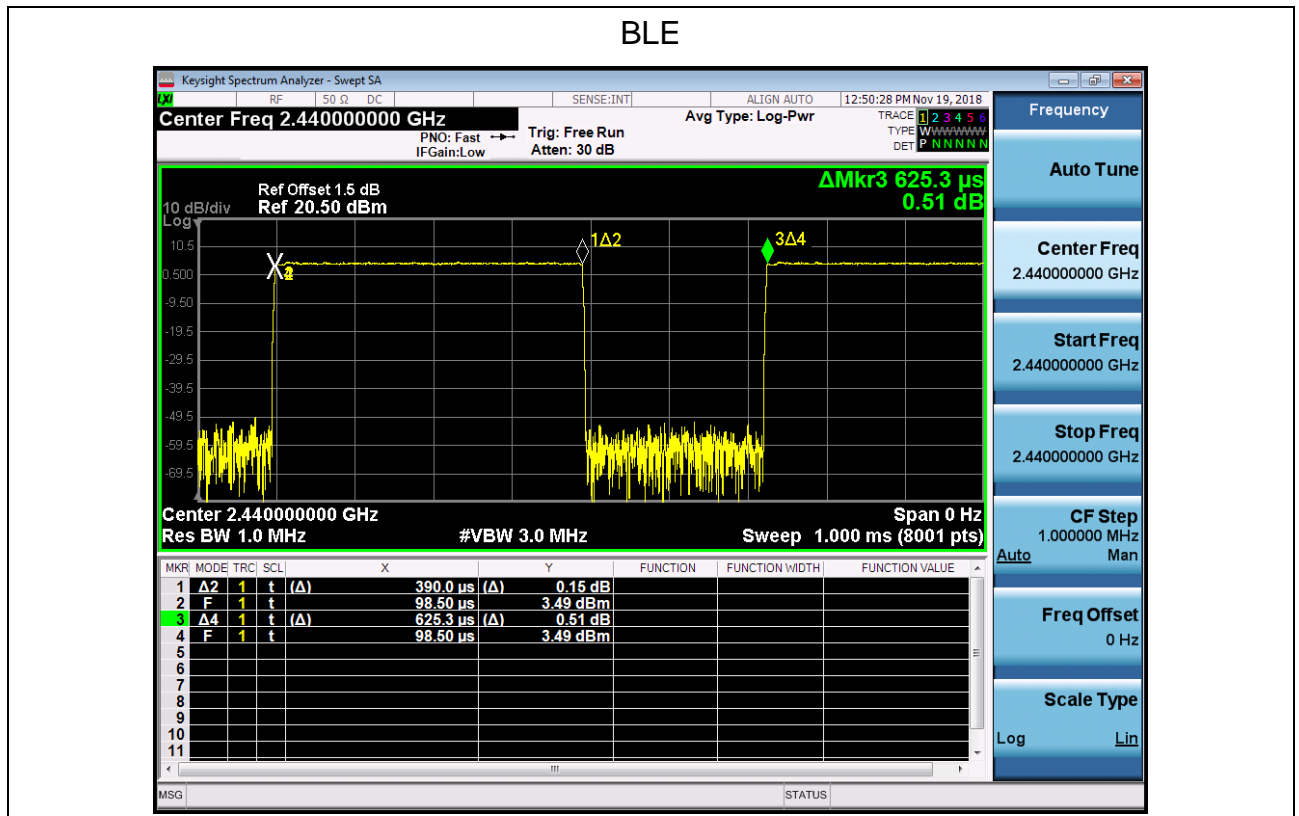 BLE
Keysight Spectrum Analyzer - Swept SA
LXI RF 50 Ω DC SENSE:INT ALIGN AUTO 12:50:28 PM Nov 19, 2018
Center Freq 2.440000000 GHz Avg Type: Log-Pwr TRACE 1 2 3 4 5 6
PNO: Fast Trig: Free Run TYPE WWWWWW
IFGain:Low Atten: 30 dB DET P N N N N N
ΔMkr3 625.3 µs
0.51 dB
Ref Offset 1.5 dB
10 dB/div Ref 20.50 dBm
Log
10.5
0.500
-9.50
-19.5
-29.5
-39.5
-49.5
-59.5
-69.5
1Δ2
3Δ4
Center 2.440000000 GHz Span 0 Hz
Res BW 1.0 MHz #VBW 3.0 MHz Sweep 1.000 ms (8001 pts)
MKR MODE TRC SCL X Y FUNCTION FUNCTION WIDTH FUNCTION VALUE
1 Δ2 1 t (Δ) 390.0 µs (Δ) 0.15 dB
2 F 1 t 98.50 µs 3.49 dBm
3 Δ4 1 t (Δ) 625.3 µs (Δ) 0.51 dB
4 F 1 t 98.50 µs 3.49 dBm
5
6
7
8
9
10
11
MSG STATUS
Frequency
Auto Tune
Center Freq
2.440000000 GHz
Start Freq
2.440000000 GHz
Stop Freq
2.440000000 GHz
CF Step
1.000000 MHz
Auto Man
Freq Offset
0 Hz
Scale Type
Log Lin